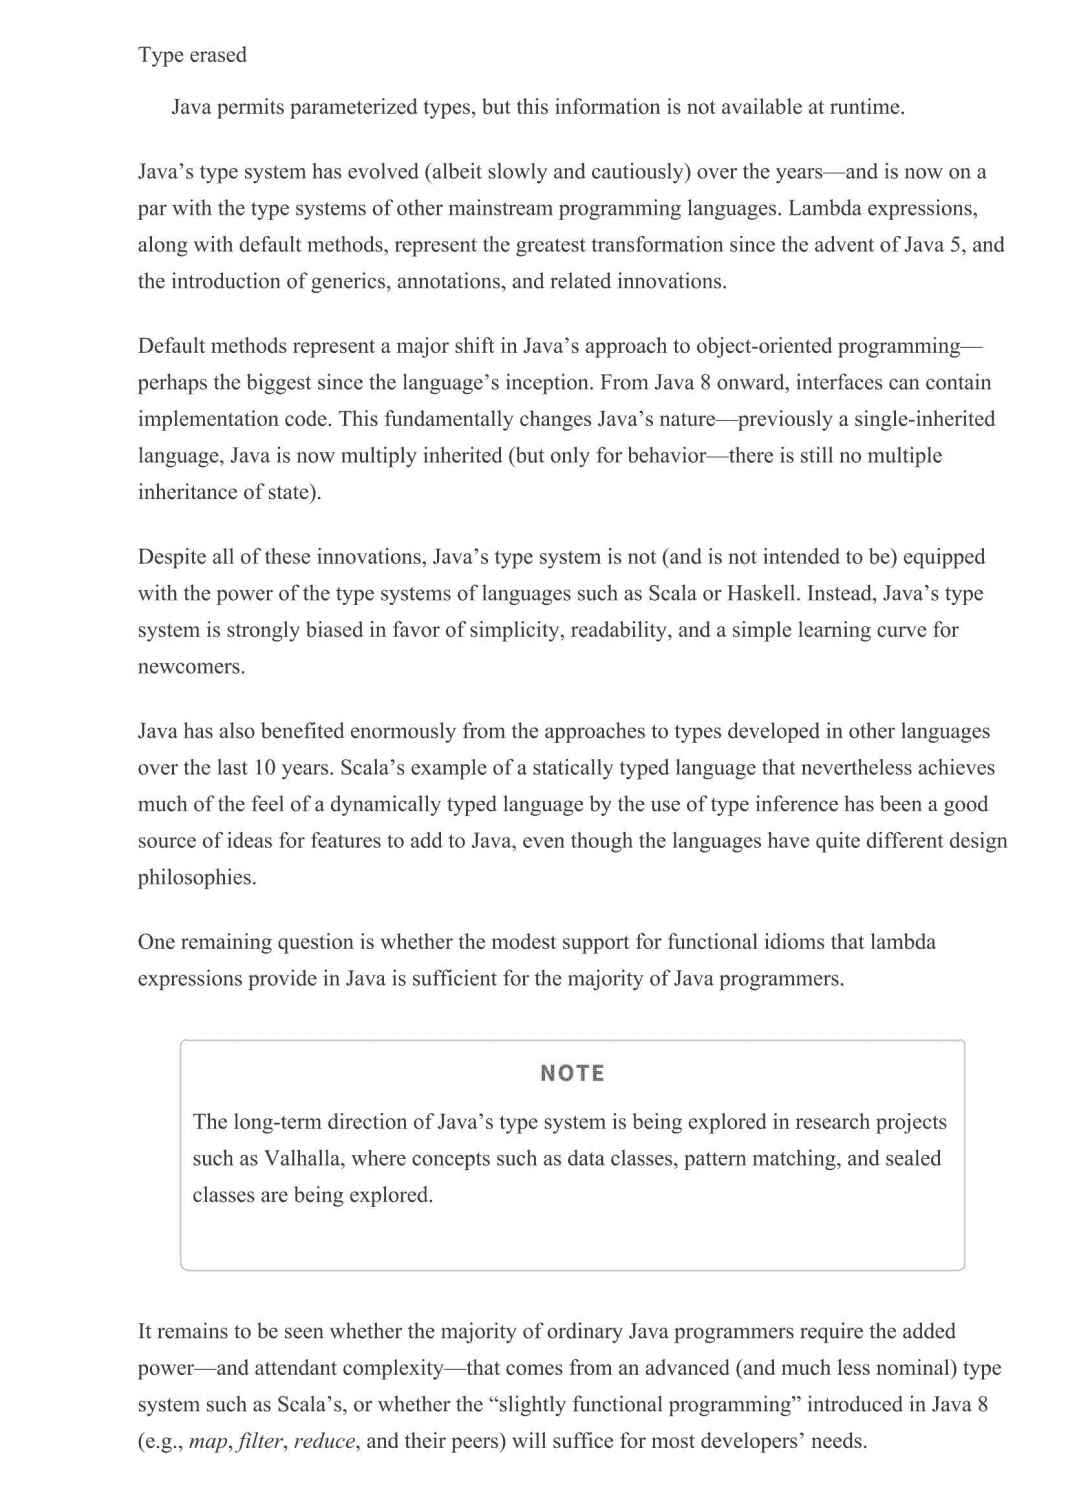 Type erased
Java permits parameterized types, but this information is not available at runtime.
Java’s type system has evolved (albeit slowly and cautiously) over the years—and is now on a
par with the type systems of other mainstream programming languages. Lambda expressions,
along with default methods, represent the greatest transformation since the advent of Java 5, and
the introduction of generics, annotations, and related innovations.
Default methods represent a major shift in Java’s approach to object-oriented programming—
perhaps the biggest since the language’s inception. From Java 8 onward, interfaces can contain
implementation code. This fundamentally changes Java’s nature—previously a single-inherited
language, Java is now multiply inherited (but only for behavior—there is still no multiple
inheritance of state).
Despite all of these innovations, Java’s type system is not (and is not intended to be) equipped
with the power of the type systems of languages such as Scala or Haskell. Instead, Java’s type
system is strongly biased in favor of simplicity, readability, and a simple learning curve for
newcomers.
Java has also benefited enormously from the approaches to types developed in other languages
over the last 10 years. Scala’s example of a statically typed language that nevertheless achieves
much of the feel of a dynamically typed language by the use of type inference has been a good
source of ideas for features to add to Java, even though the languages have quite different design
philosophies.
One remaining question is whether the modest support for functional idioms that lambda
expressions provide in Java is sufficient for the majority of Java programmers.
NOTE
The long-term direction of Java’s type system is being explored in research projects
such as Valhalla, where concepts such as data classes, pattern matching, and sealed
classes are being explored.
It remains to be seen whether the majority of ordinary Java programmers require the added
power—and attendant complexity—that comes from an advanced (and much less nominal) type
system such as Scala’s, or whether the “slightly functional programming” introduced in Java 8
(e.g., map, filter, reduce, and their peers) will suffice for most developers’ needs.